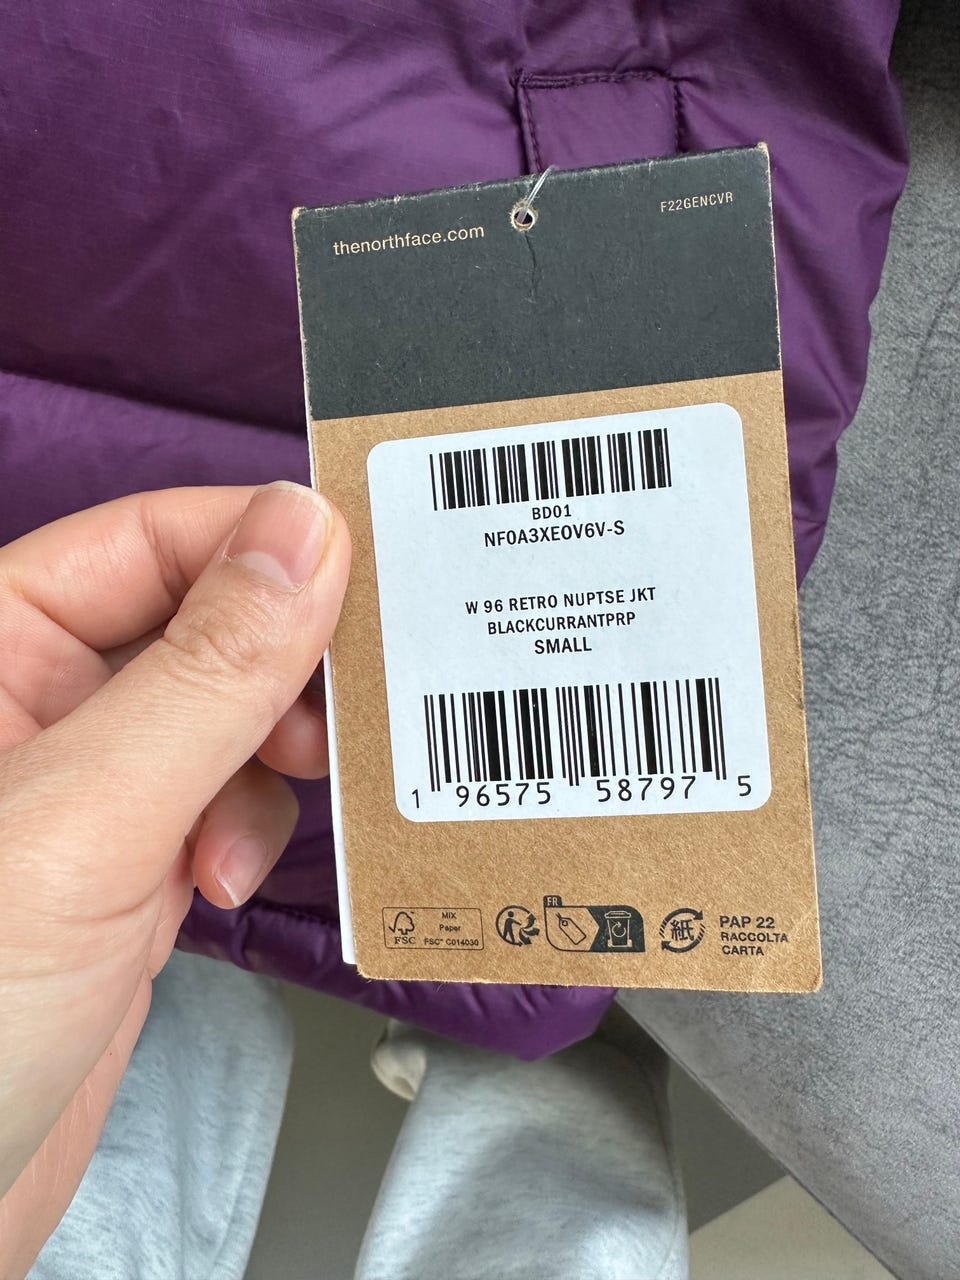 thenorthface.com
F22GENCVR
BD01
NF0A3XEOV6V-S
W 96 RETRO NUPTSE JKT
BLACKCURRANTPRP
SMALL
1 96575 58797 5
FSC
MIX
Paper
FSC™ C014030
FR
紙
PAP 22
RACCOLTA
CARTA